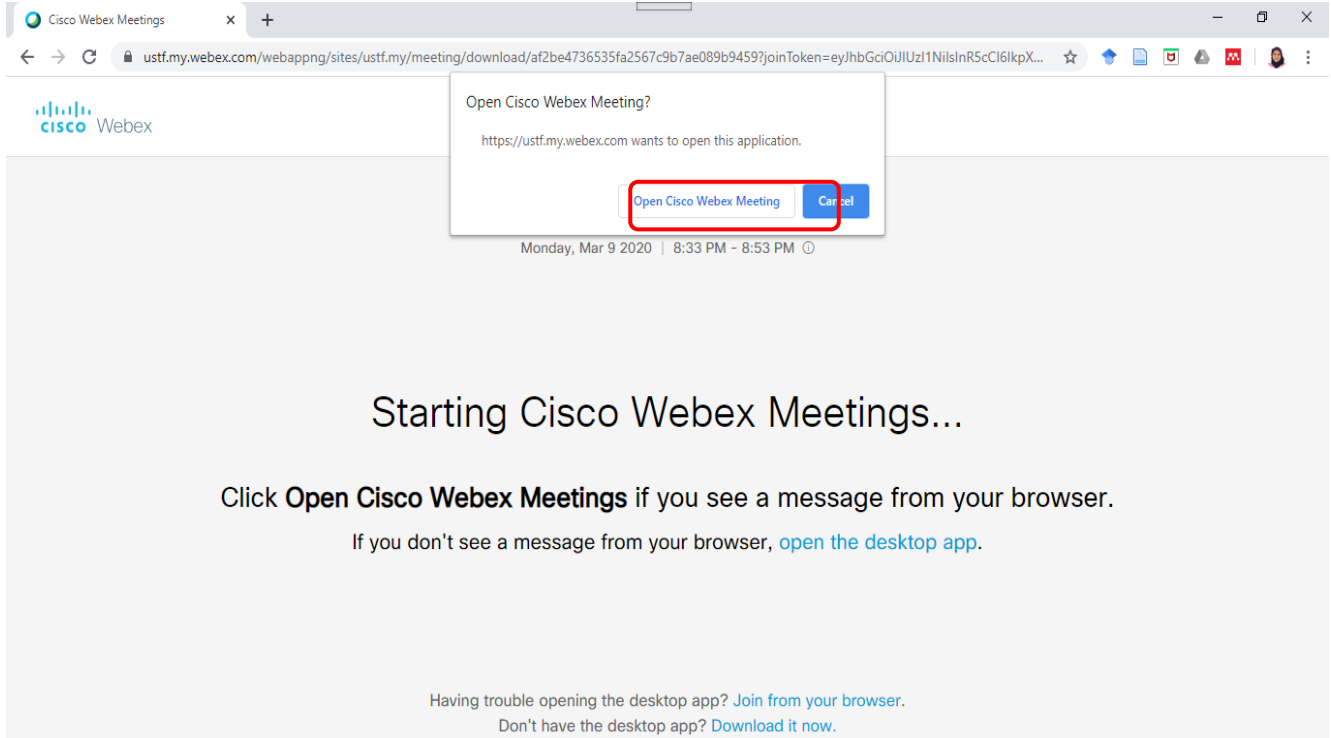 Cisco Webex Meetings
ustf.my.webex.com/webappng/sites/ustf.my/meeting/download/af2be4736535fa2567c9b7ae089b9459?joinToken=eyJhbGciOiJIUzI1NiIsInR5cCI6IkpX...
Open Cisco Webex Meeting?
https://ustf.my.webex.com wants to open this application.
Open Cisco Webex Meeting
Cancel
CISCO Webex
Monday, Mar 9 2020 | 8:33 PM - 8:53 PM
Starting Cisco Webex Meetings...
Click Open Cisco Webex Meetings if you see a message from your browser.
If you don't see a message from your browser, open the desktop app.
Having trouble opening the desktop app? Join from your browser.
Don't have the desktop app? Download it now.